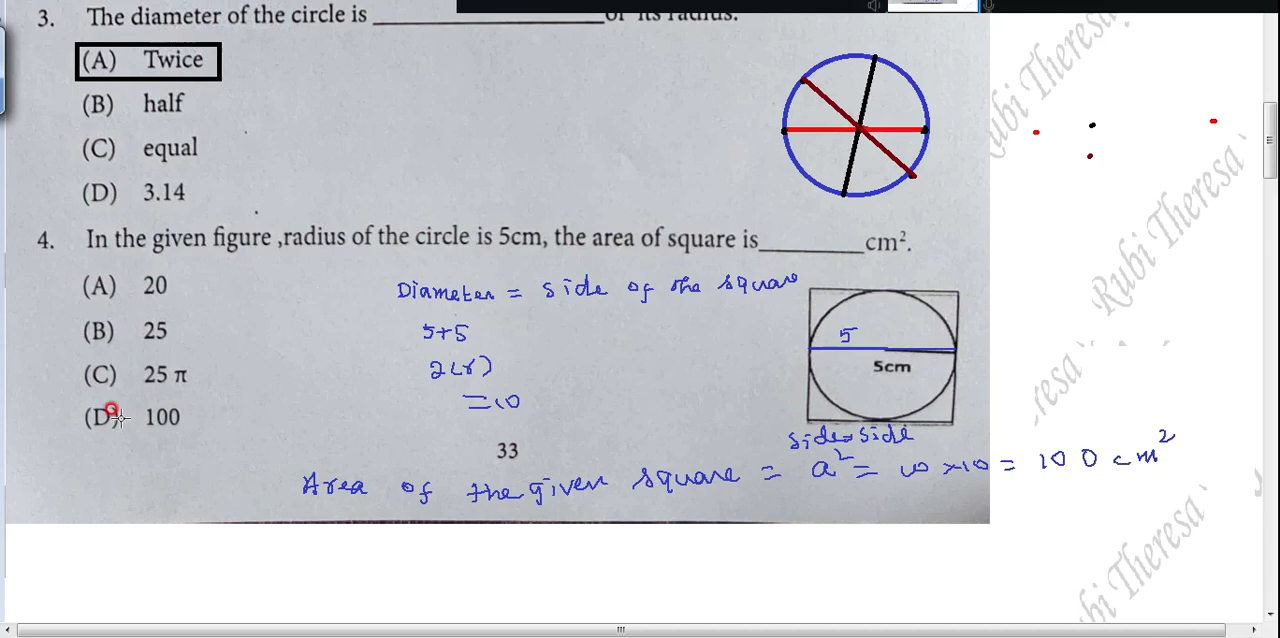 3. The diameter of the circle is ____________ of its radius.
(A) Twice
(B) half
(C) equal
(D) 3.14
4. In the given figure ,radius of the circle is 5cm, the area of square is________cm².
(A) 20
(B) 25
(C) 25 π
(D) 100
Diameter = side of the square
5+5
2(r)
=10
5
5cm
side=side
33
Area of the given square = a² = 10 ×10 = 100 cm²
Rubi Theresa
Rubi Theresa
resa
bi Theresa